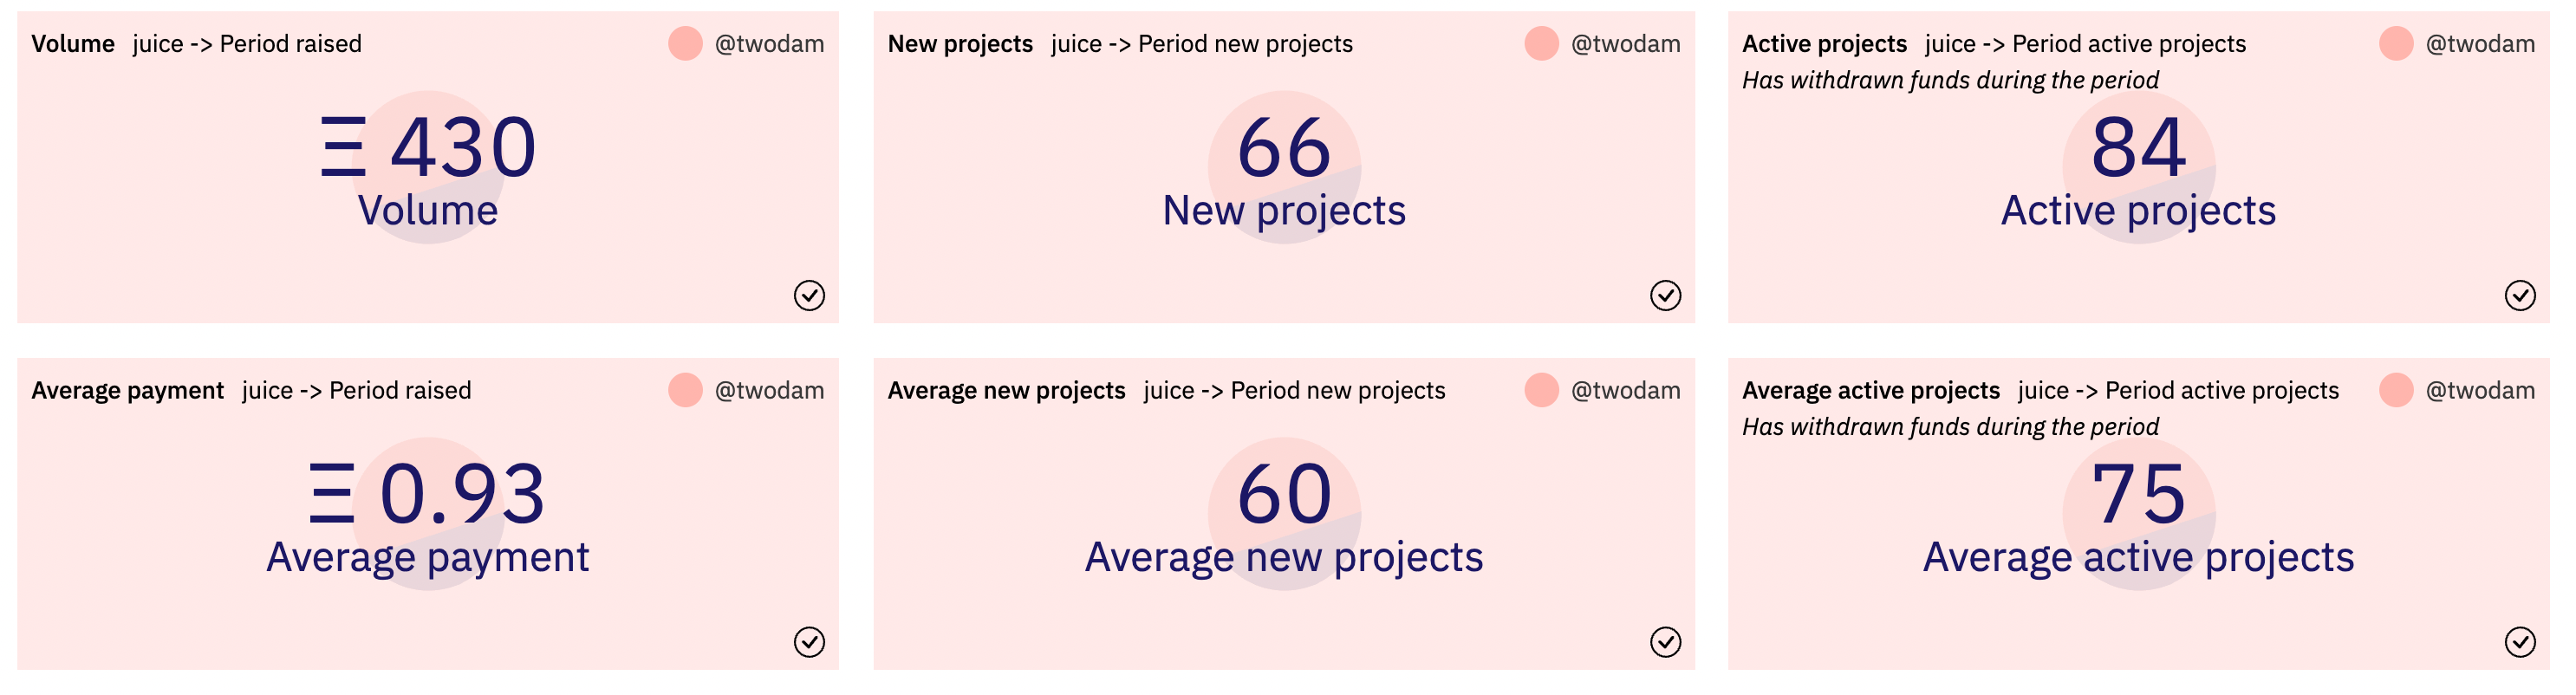 Volume juice -> Period raised @twodam
Ξ 430
Volume
New projects juice -> Period new projects @twodam
66
New projects
Active projects juice -> Period active projects @twodam
Has withdrawn funds during the period
84
Active projects
Average payment juice -> Period raised @twodam
Ξ 0.93
Average payment
Average new projects juice -> Period new projects @twodam
60
Average new projects
Average active projects juice -> Period active projects @twodam
Has withdrawn funds during the period
75
Average active projects